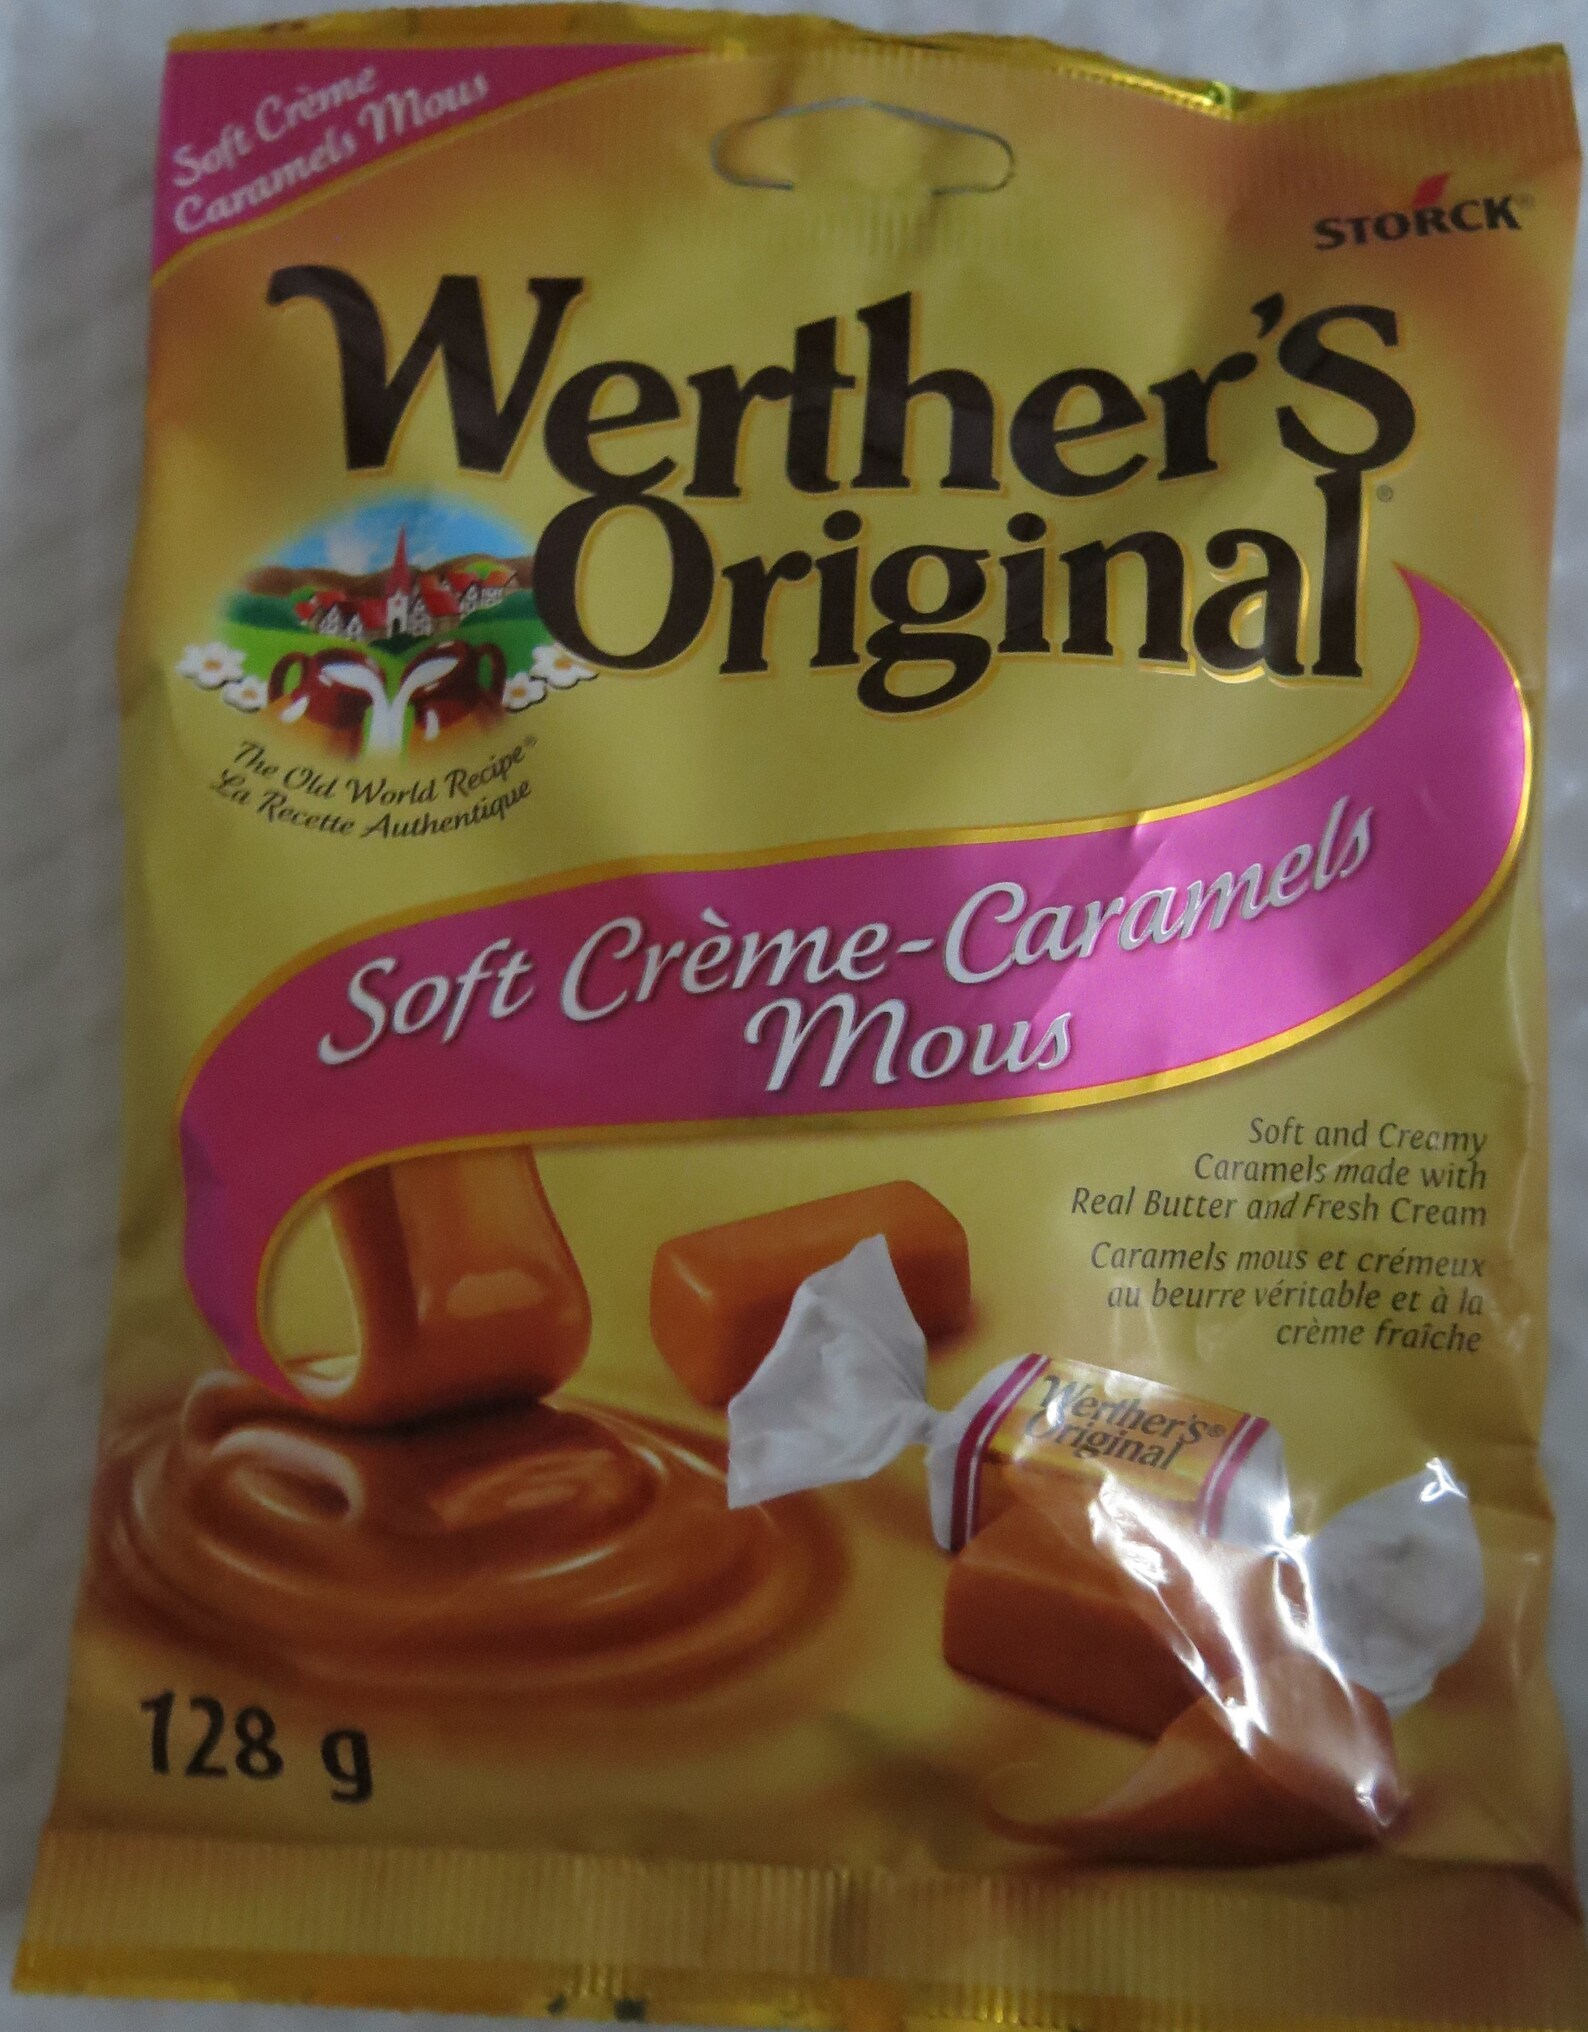 Soft Crème
Caramels Mous
STORCK®
Werther's
Original®
The Old World Recipe®
La Recette Authentique
Soft Crème-Caramels
Mous
Soft and Creamy
Caramels made with
Real Butter and Fresh Cream
Caramels mous et crémeux
au beurre véritable et à la
crème fraîche
Werther's®
Original
128 g